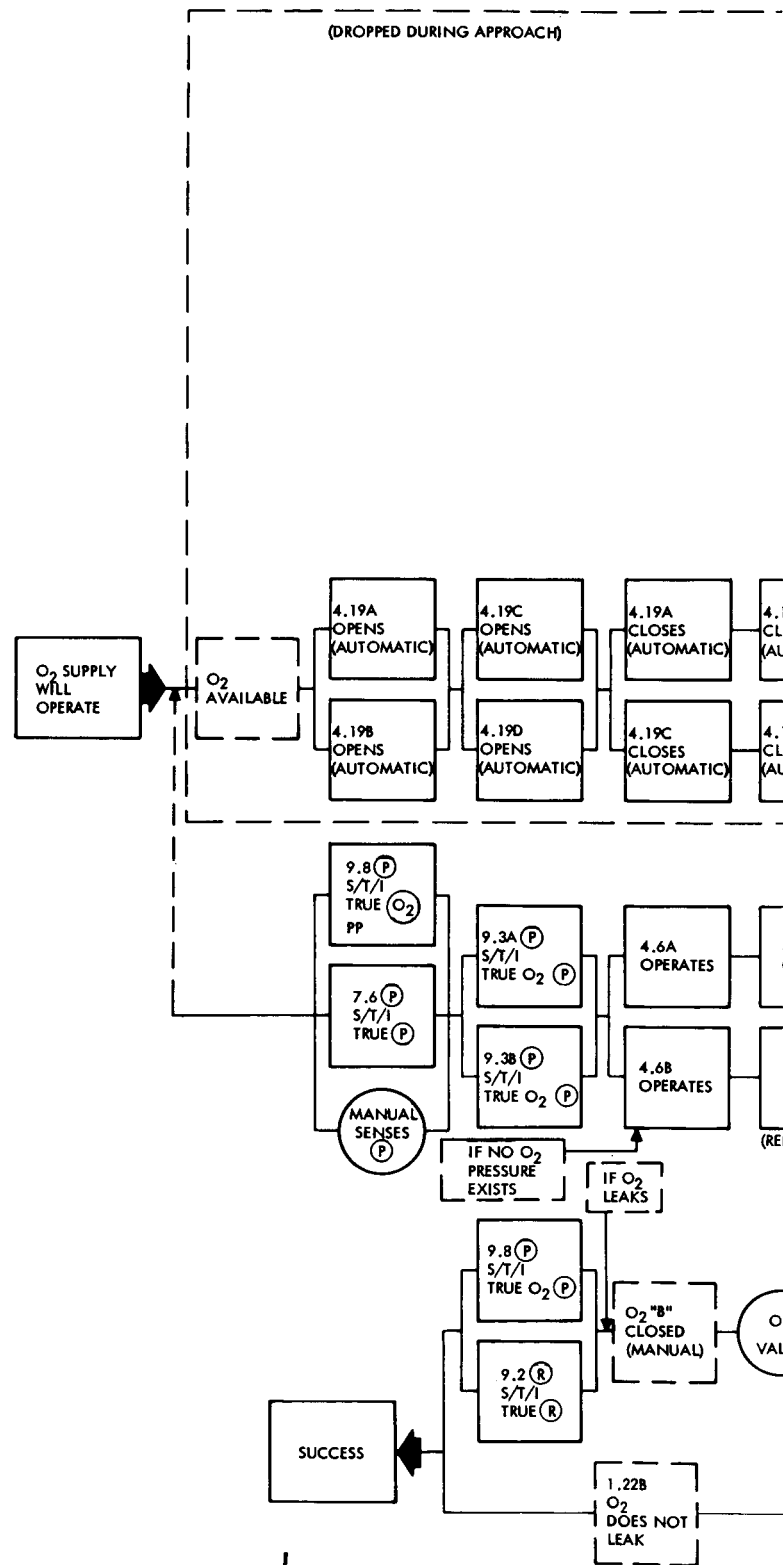 (DROPPED DURING APPROACH)
O2 SUPPLY
WILL
OPERATE
O2
AVAILABLE
4.19A
OPENS
(AUTOMATIC)
4.19B
OPENS
(AUTOMATIC)
4.19C
OPENS
(AUTOMATIC)
4.19D
OPENS
(AUTOMATIC)
4.19A
CLOSES
(AUTOMATIC)
4.19C
CLOSES
(AUTOMATIC)
9.8 P
S/T/I
TRUE O2
PP
7.6 P
S/T/I
TRUE P
MANUAL
SENSES
P
9.3A P
S/T/I
TRUE O2 P
9.3B P
S/T/I
TRUE O2 P
4.6A
OPERATES
4.6B
OPERATES
IF NO O2
PRESSURE
EXISTS
IF O2
LEAKS
9.8 P
S/T/I
TRUE O2 P
9.2 R
S/T/I
TRUE R
O2 "B"
CLOSED
(MANUAL)
SUCCESS
1.22B
O2
DOES NOT
LEAK